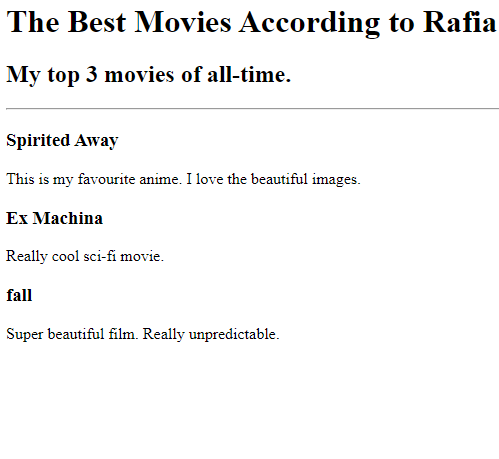 The Best Movies According to Rafia
My top 3 movies of all-time.
Spirited Away
This is my favourite anime. I love the beautiful images.
Ex Machina
Really cool sci-fi movie.
fall
Super beautiful film. Really unpredictable.